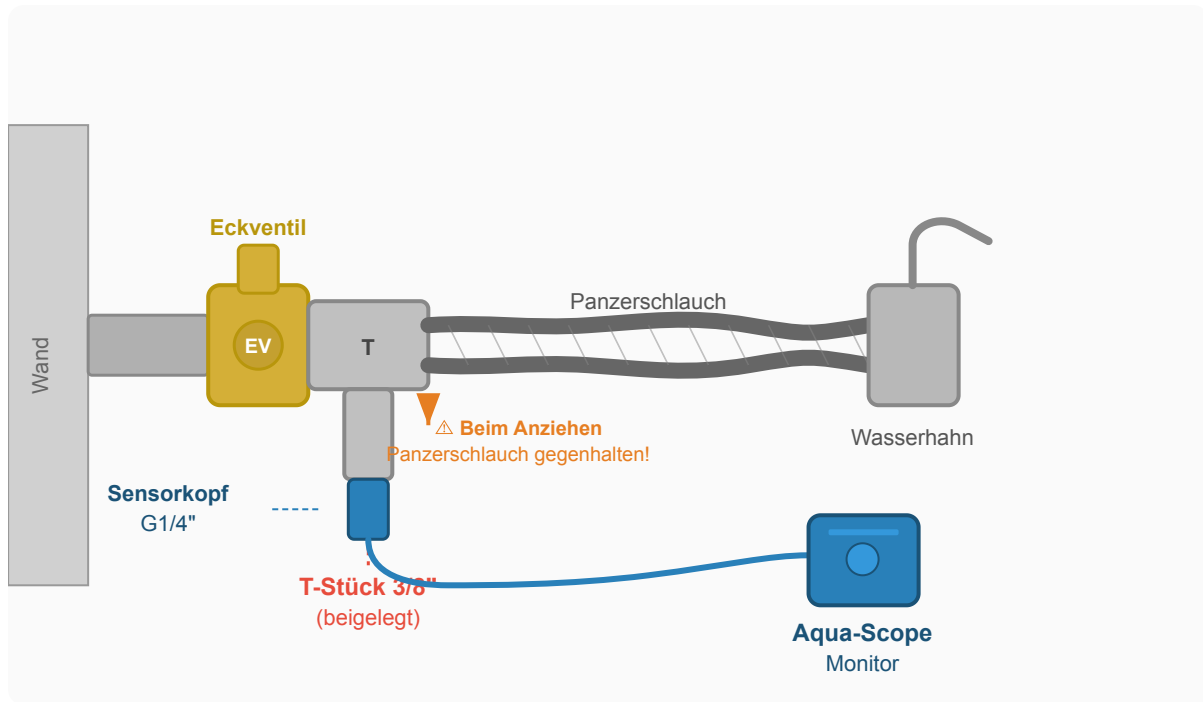 Eckventil
Panzerschlauch
Wand
EV
T
⚠ Beim Anziehen
Panzerschlauch gegenhalten!
Wasserhahn
Sensorkopf
G1/4"
T-Stück 3/8"
(beigelegt)
Aqua-Scope
Monitor